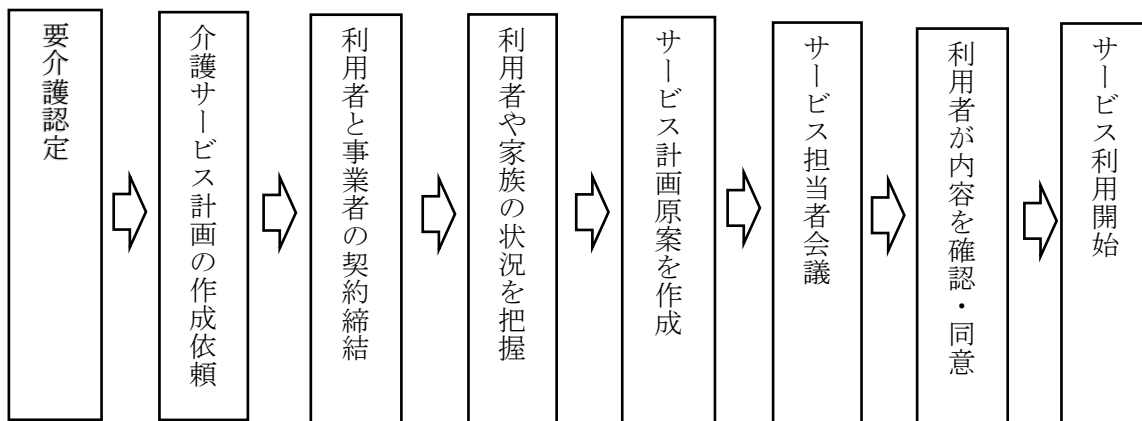 要介護認定
介護サービス計画の作成依頼
利用者と事業者の契約締結
利用者や家族の状況を把握
サービス計画原案を作成
サービス担当者会議
利用者が内容を確認・同意
サービス利用開始